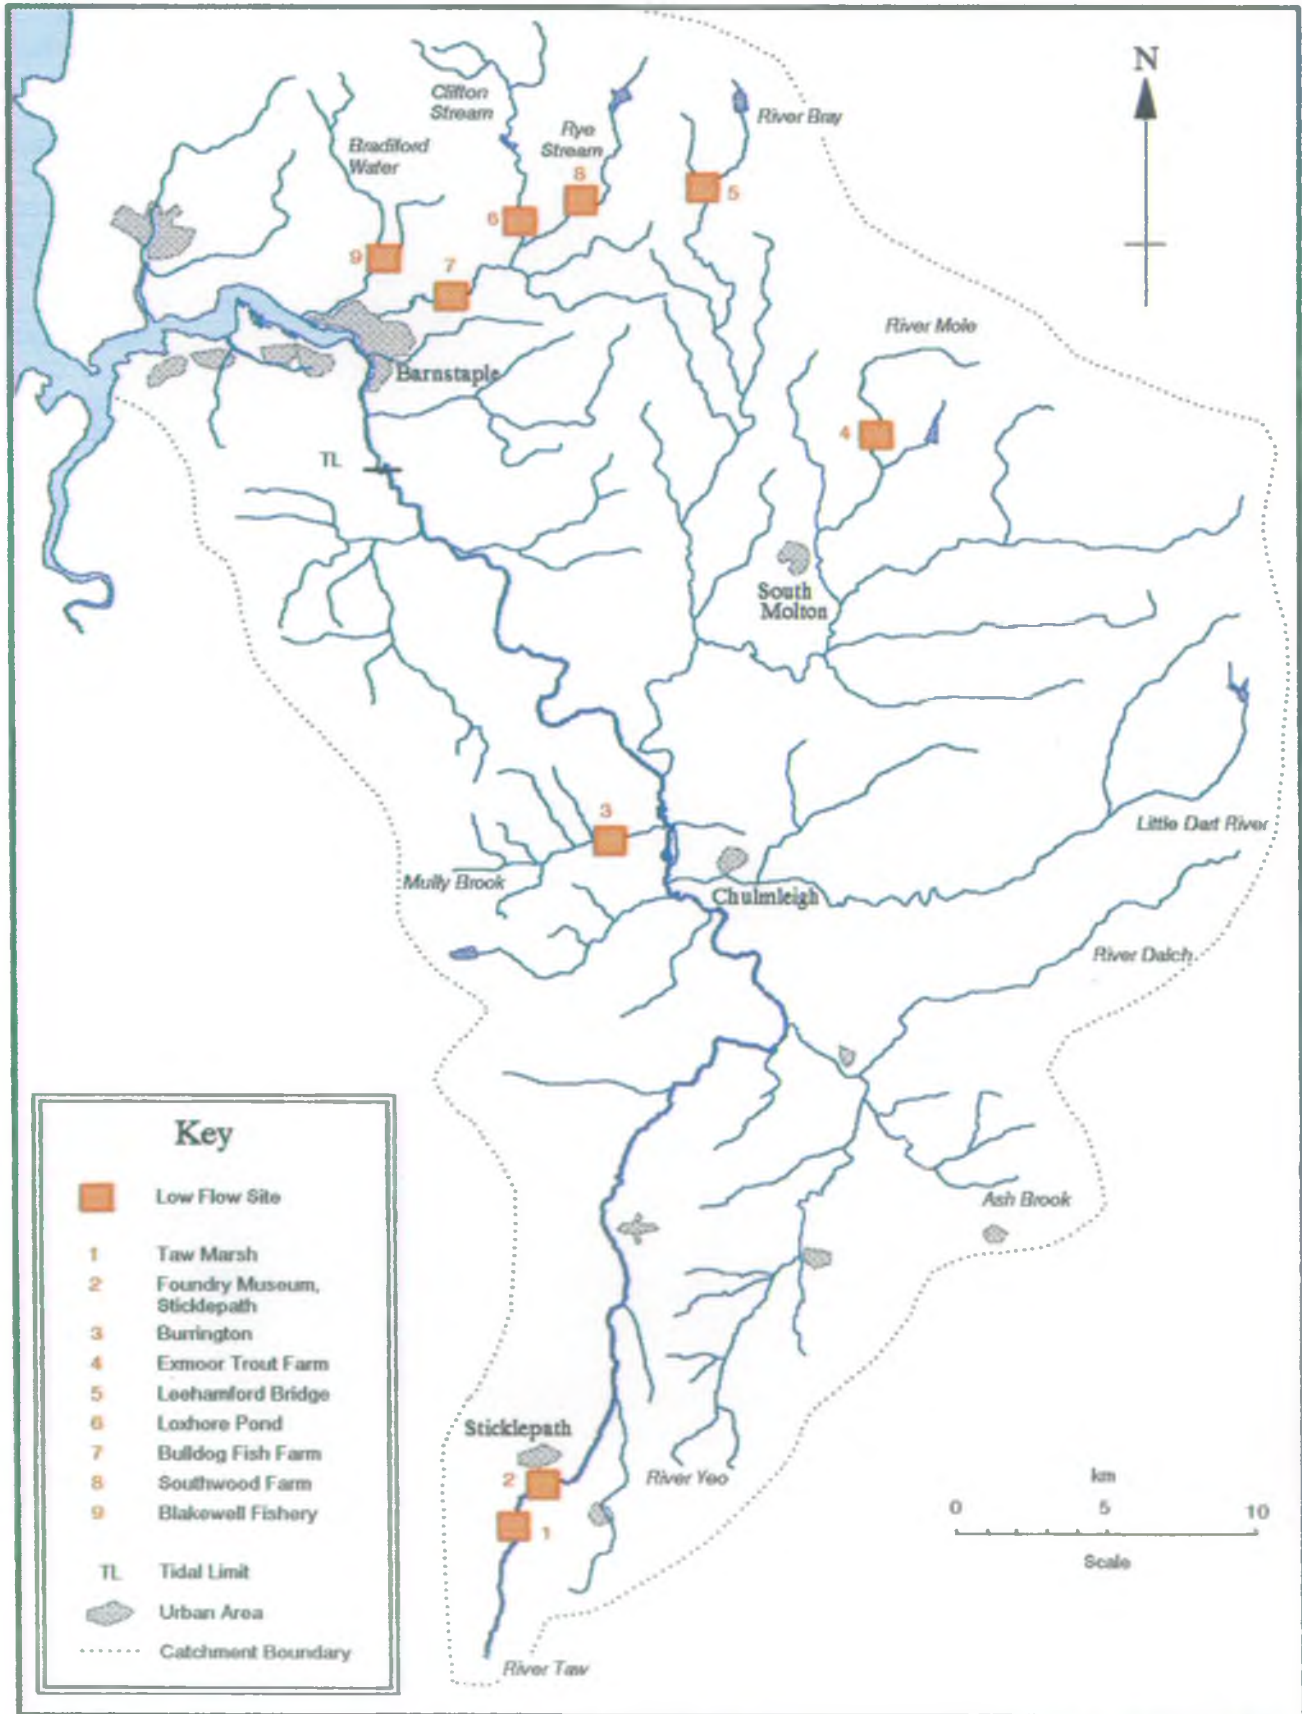 N
Clifton
Stream
River Bray
Rye
Stream
Bradiford
Water
8
5
6
9
7
River Mole
Barnstaple
4
TL
South
Molton
3
Little Dart River
Mully Brook
Chulmleigh
River Dalch
Key
Low Flow Site
1 Taw Marsh
2 Foundry Museum,
Sticklepath
3 Burrington
4 Exmoor Trout Farm
5 Leehamford Bridge
6 Loxhore Pond
7 Bulldog Fish Farm
8 Southwood Farm
9 Blakewell Fishery
TL Tidal Limit
Urban Area
Catchment Boundary
Ash Brook
Sticklepath
2
River Yeo
1
km
0 5 10
Scale
River Taw